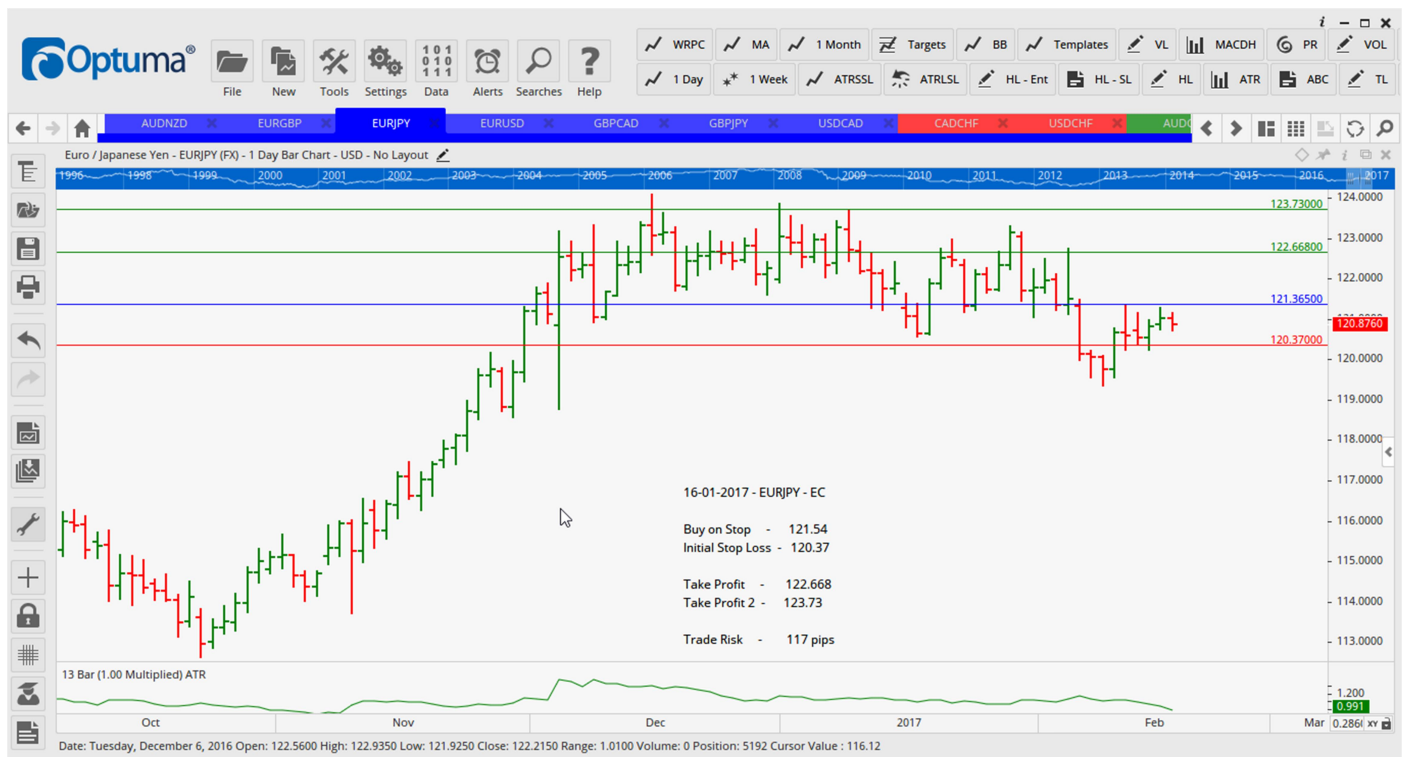 Optuma®
File
New
Tools
Settings
101
010
111
Data
Alerts
Searches
?
Help
i
WRPC
MA
1 Month
Targets
BB
Templates
VL
MACDH
PR
VOL
1 Day
1 Week
ATRSSL
ATRLSL
HL - Ent
HL - SL
HL
ATR
ABC
TL
AUDNZD
EURGBP
EURJPY
EURUSD
GBPCAD
GBPJPY
USDCAD
CADCHF
USDCHF
Euro / Japanese Yen - EURJPY (FX) - 1 Day Bar Chart - USD - No Layout
i
1996 1998 1999 2000 2001 2002 2003 2004 2005 2006 2007 2008 2009 2010 2011 2012 2013 2014 2015 2016 2017
124.0000
123.73000
123.0000
122.66800
122.0000
121.36500
120.8760
120.37000
120.0000
119.0000
118.0000
117.0000
116.0000
115.0000
114.0000
113.0000
16-01-2017 - EURJPY - EC
Buy on Stop - 121.54
Initial Stop Loss - 120.37
Take Profit - 122.668
Take Profit 2 - 123.73
Trade Risk - 117 pips
13 Bar (1.00 Multiplied) ATR
1.200
0.991
Oct Nov Dec 2017 Feb Mar
XY
Date: Tuesday, December 6, 2016 Open: 122.5600 High: 122.9350 Low: 121.9250 Close: 122.2150 Range: 1.0100 Volume: 0 Position: 5192 Cursor Value : 116.12